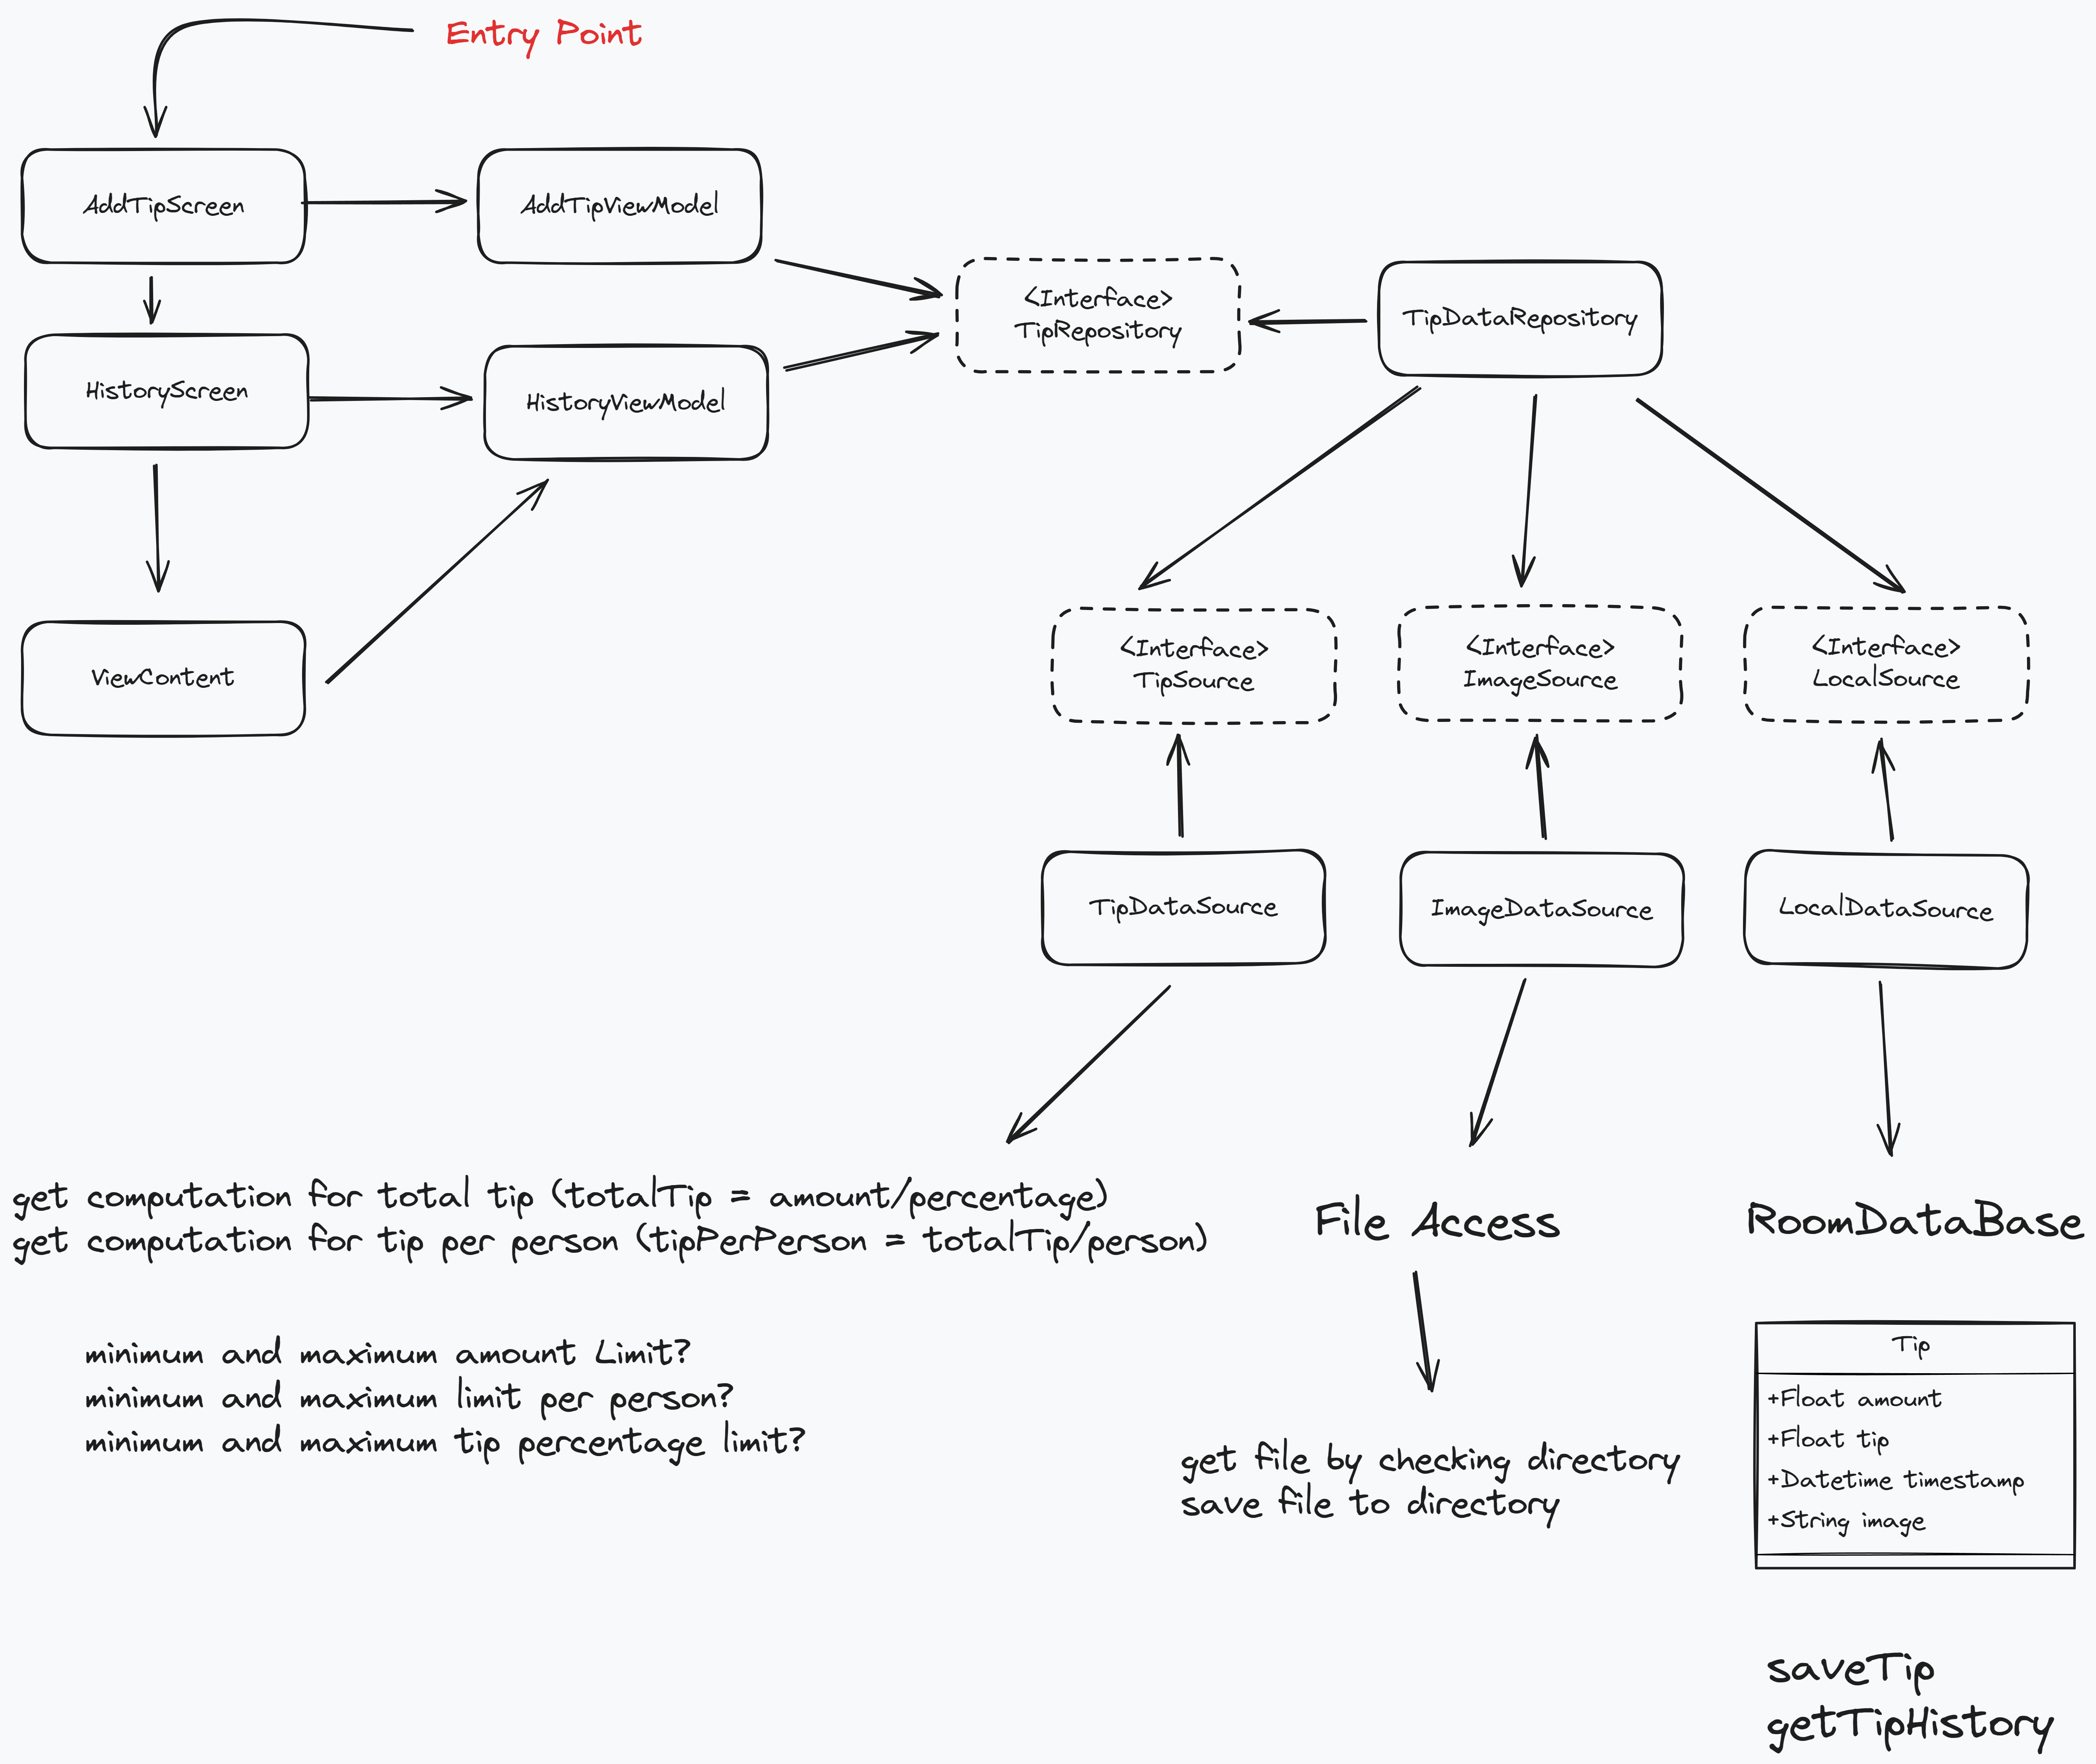 Entry Point
AddTipScreen
AddTipViewModel
<Interface>
TipRepository
TipDataRepository
HistoryScreen
HistoryViewModel
ViewContent
<Interface>
TipSource
<Interface>
ImageSource
<Interface>
LocalSource
TipDataSource
ImageDataSource
LocalDataSource
get computation for total tip (totalTip = amount/percentage)
get computation for tip per person (tipPerPerson = totalTip/person)
minimum and maximum amount Limit?
minimum and maximum limit per person?
minimum and maximum tip percentage limit?
File Access
get file by checking directory
save file to directory
RoomDataBase
Tip
+Float amount
+Float tip
+Datetime timestamp
+String image
saveTip
getTipHistory